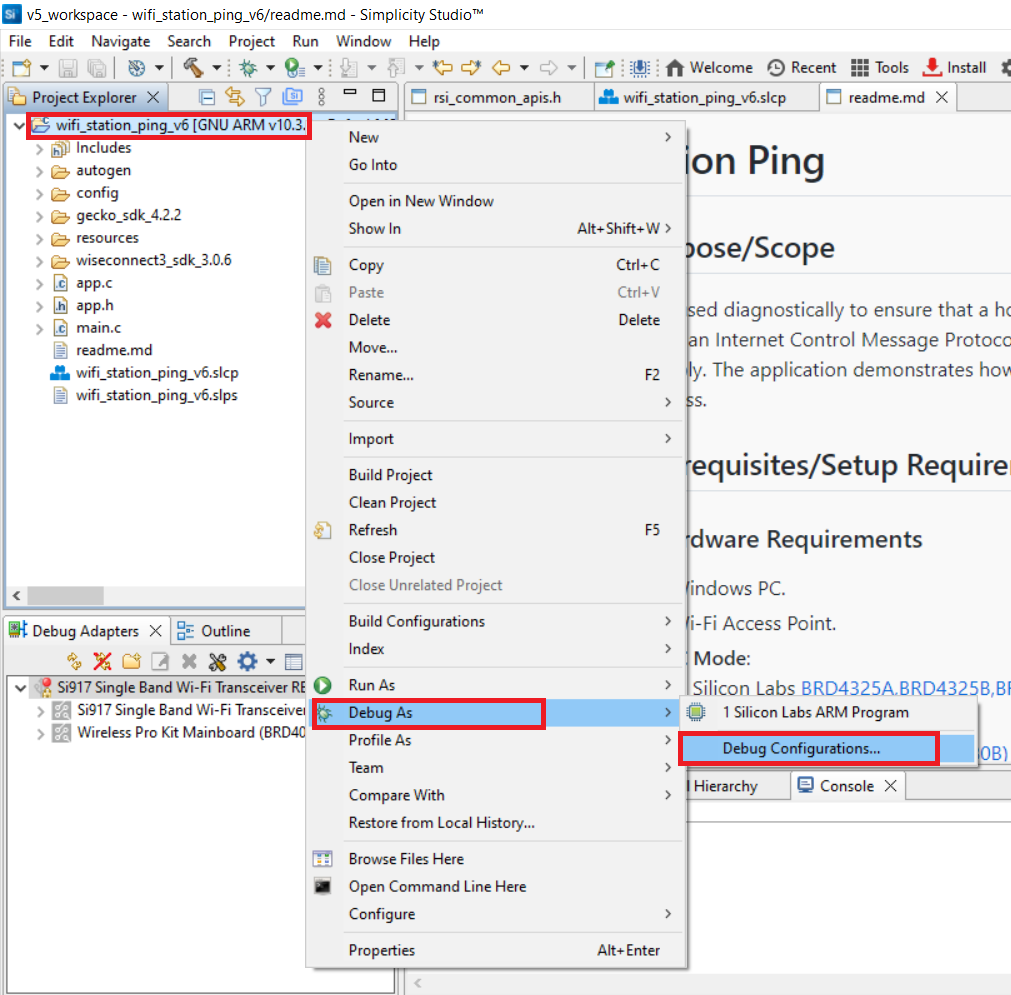 v5_workspace - wifi_station_ping_v6/readme.md - Simplicity Studio™
File Edit Navigate Search Project Run Window Help
Welcome Recent Tools Install
Project Explorer
rsi_common_apis.h wifi_station_ping_v6.slcp readme.md
wifi_station_ping_v6 [GNU ARM v10.3.
Includes
autogen
config
gecko_sdk_4.2.2
resources
wiseconnect3_sdk_3.0.6
app.c
app.h
main.c
readme.md
wifi_station_ping_v6.slcp
wifi_station_ping_v6.slps
Debug Adapters Outline
Si917 Single Band Wi-Fi Transceiver RB
Si917 Single Band Wi-Fi Transceiver
Wireless Pro Kit Mainboard (BRD40
New
Go Into
Open in New Window
Show In Alt+Shift+W
Copy Ctrl+C
Paste Ctrl+V
Delete Delete
Move...
Rename... F2
Source
Import
Build Project
Clean Project
Refresh F5
Close Project
Close Unrelated Project
Build Configurations
Index
Run As
Debug As
Profile As
Team
Compare With
Restore from Local History...
Browse Files Here
Open Command Line Here
Configure
Properties Alt+Enter
1 Silicon Labs ARM Program
Debug Configurations...
ion Ping
pose/Scope
sed diagnostically to ensure that a ho
an Internet Control Message Protoco
ly. The application demonstrates how
ss.
requisites/Setup Require
rdware Requirements
indows PC.
i-Fi Access Point.
Mode:
Silicon Labs BRD4325A,BRD4325B,BR
80B)
l Hierarchy Console